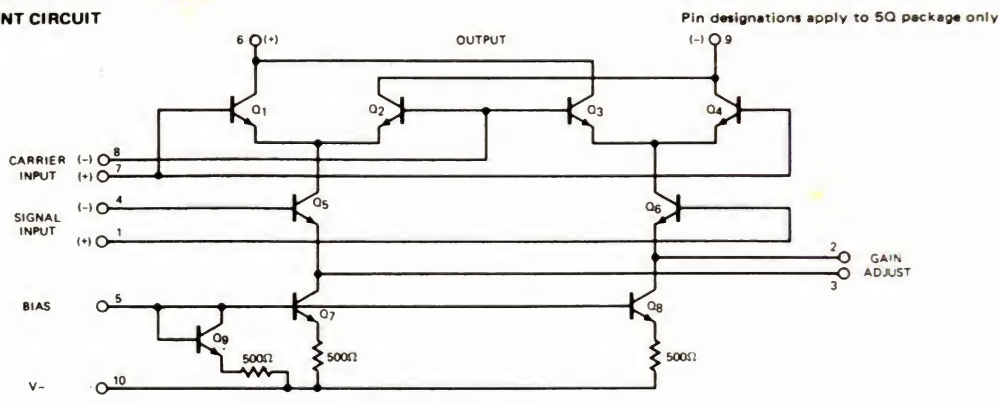 NT CIRCUIT
Pin designations apply to 5Q package only
6 (+)
OUTPUT
(-) 9
Q1
Q2
Q3
Q4
CARRIER INPUT
(-) 8
(+) 7
SIGNAL INPUT
(-) 4
Q5
Q6
(+) 1
2
GAIN ADJUST
3
BIAS
5
Q7
Q8
Q9
500Ω
500Ω
500Ω
V-
10